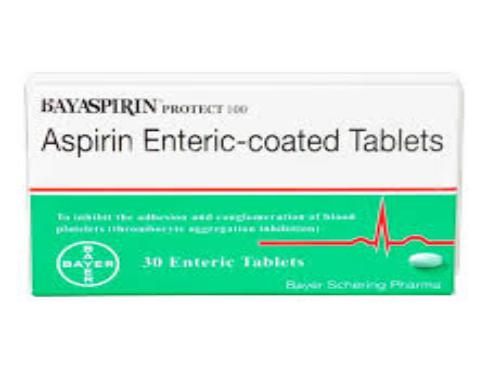 BAYASPIRIN PROTECT 100
Aspirin Enteric-coated Tablets
To inhibit the adhesion and conglomeration of blood
platelets (thrombocyte aggregation inhibition)
BAYER
BAYER
30 Enteric Tablets
Bayer Schering Pharma